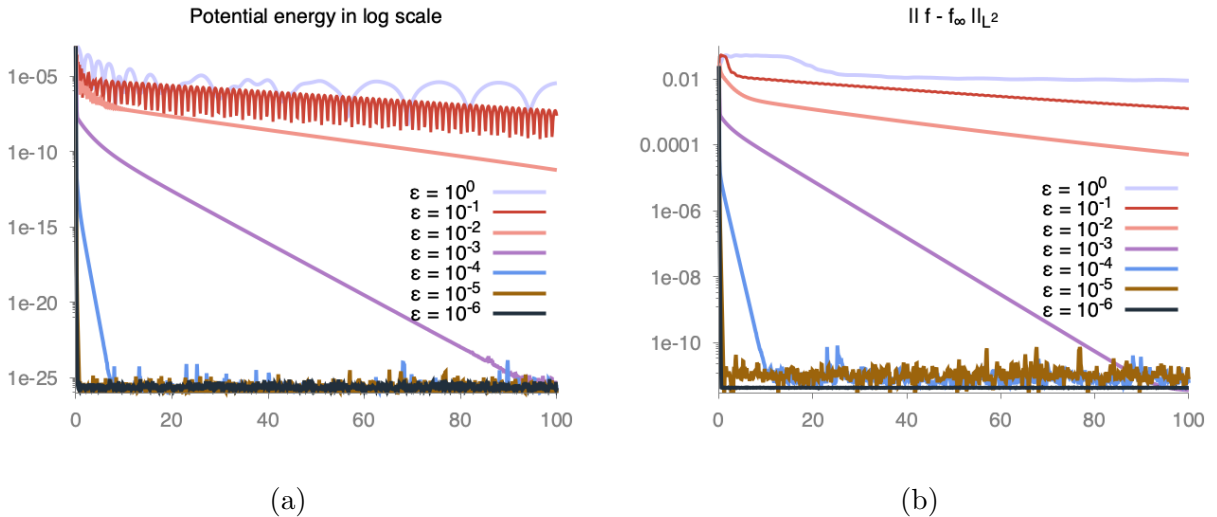 Potential energy in log scale
1e-05
1e-10
1e-15
1e-20
1e-25
0
20
40
60
80
100
ε = 10⁰
ε = 10⁻¹
ε = 10⁻²
ε = 10⁻³
ε = 10⁻⁴
ε = 10⁻⁵
ε = 10⁻⁶
(a)
|| f - f∞ ||L²
0.01
0.0001
1e-06
1e-08
1e-10
0
20
40
60
80
100
ε = 10⁰
ε = 10⁻¹
ε = 10⁻²
ε = 10⁻³
ε = 10⁻⁴
ε = 10⁻⁵
ε = 10⁻⁶
(b)